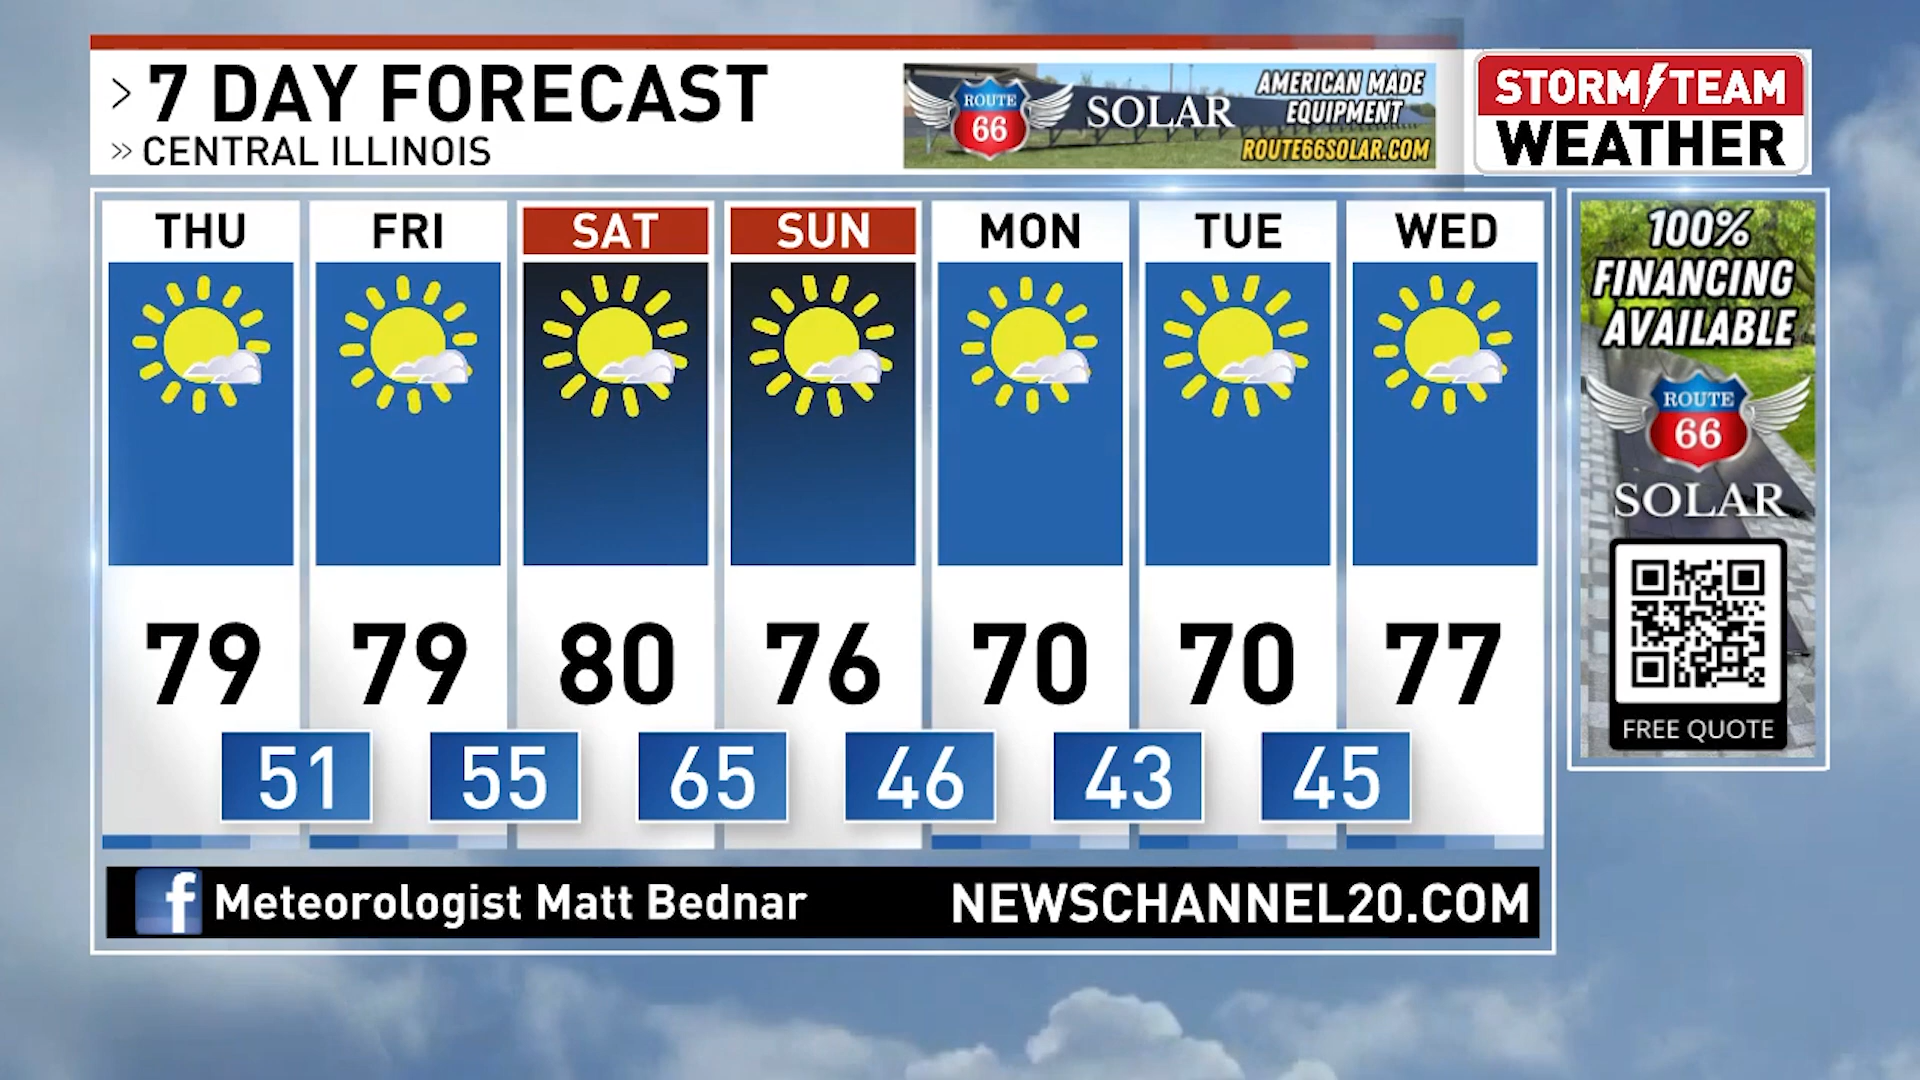 > 7 DAY FORECAST
>> CENTRAL ILLINOIS
ROUTE
66
SOLAR
AMERICAN MADE
EQUIPMENT
ROUTE66SOLAR.COM
STORM TEAM
WEATHER
THU FRI SAT SUN MON TUE WED
79 79 80 76 70 70 77
51 55 65 46 43 45
f Meteorologist Matt Bednar NEWSCHANNEL20.COM
100%
FINANCING
AVAILABLE
ROUTE
66
SOLAR
FREE QUOTE